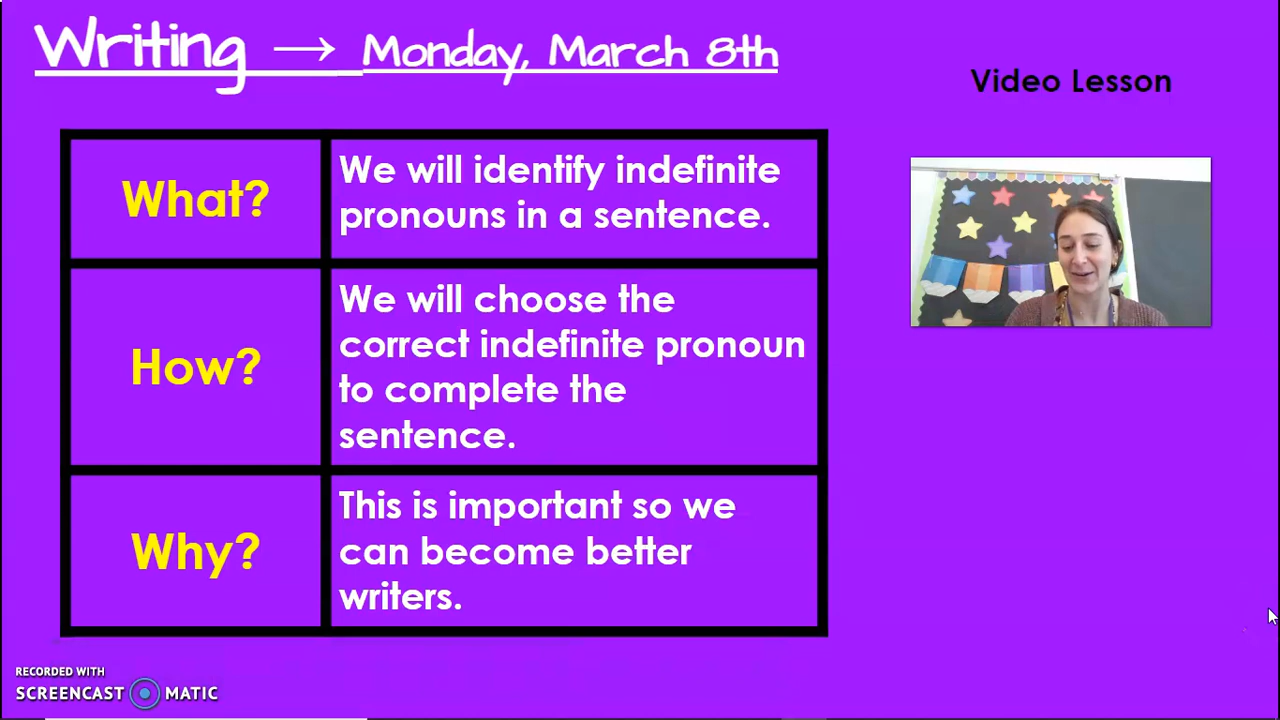 Writing → Monday, March 8th
Video Lesson
What?
We will identify indefinite
pronouns in a sentence.
How?
We will choose the
correct indefinite pronoun
to complete the
sentence.
Why?
This is important so we
can become better
writers.
RECORDED WITH
SCREENCAST MATIC